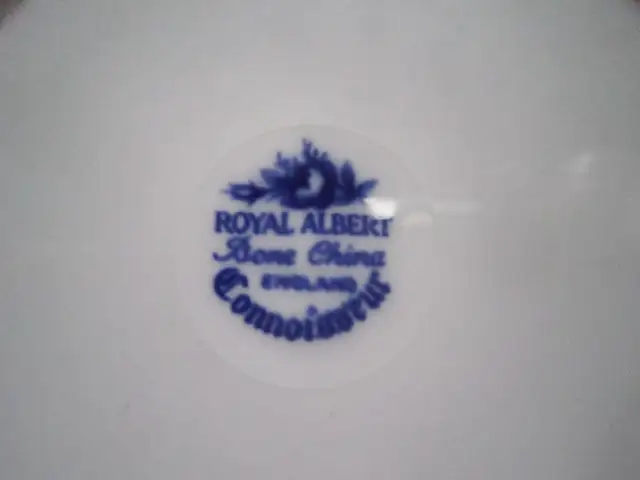 ROYAL ALBERT
Bone China
ENGLAND
Connoisseur